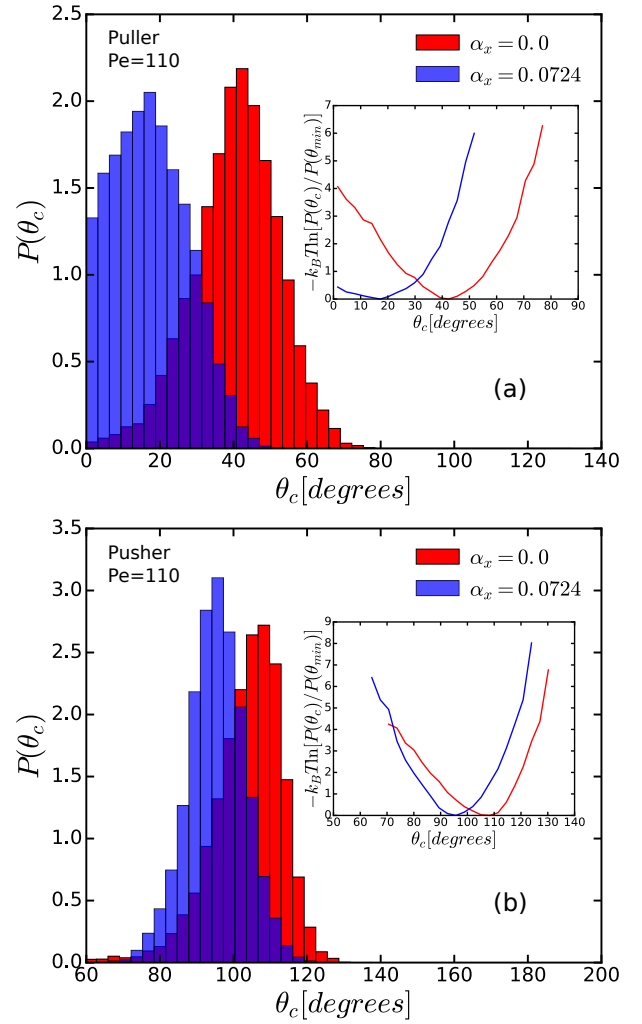 Puller
Pe=110
α_x = 0.0
α_x = 0.0724
P(θ_c)
2.5
2.0
1.5
1.0
0.5
0.0
0 20 40 60 80 100 120 140
θ_c[degrees]
−k_BT ln[P(θ_c)/P(θ_min)]
7
6
5
4
3
2
1
0
0 10 20 30 40 50 60 70 80 90
θ_c[degrees]
(a)
Pusher
Pe=110
α_x = 0.0
α_x = 0.0724
P(θ_c)
3.5
3.0
2.5
2.0
1.5
1.0
0.5
0.0
60 80 100 120 140 160 180 200
θ_c[degrees]
−k_BT ln[P(θ_c)/P(θ_min)]
9
8
7
6
5
4
3
2
1
0
50 60 70 80 90 100 110 120 130 140
θ_c[degrees]
(b)